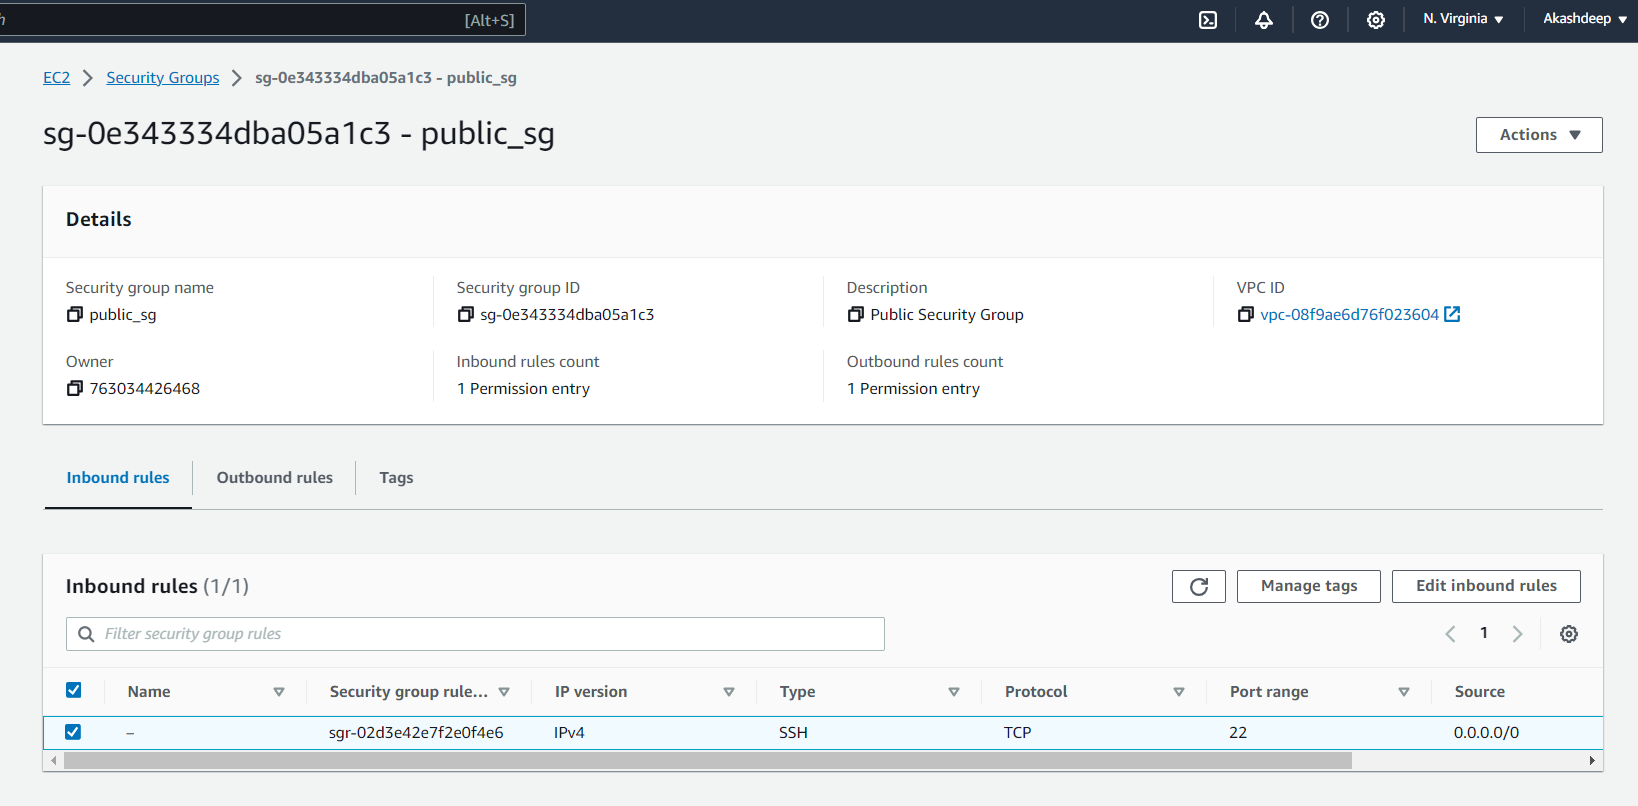 h [Alt+S] N. Virginia Akashdeep
EC2 Security Groups sg-0e343334dba05a1c3 - public_sg
sg-0e343334dba05a1c3 - public_sg
Actions
Details
Security group name Security group ID Description VPC ID
public_sg sg-0e343334dba05a1c3 Public Security Group vpc-08f9ae6d76f023604
Owner Inbound rules count Outbound rules count
763034426468 1 Permission entry 1 Permission entry
Inbound rules Outbound rules Tags
Inbound rules (1/1) Manage tags Edit inbound rules
Filter security group rules 1
Name Security group rule... IP version Type Protocol Port range Source
– sgr-02d3e42e7f2e0f4e6 IPv4 SSH TCP 22 0.0.0.0/0